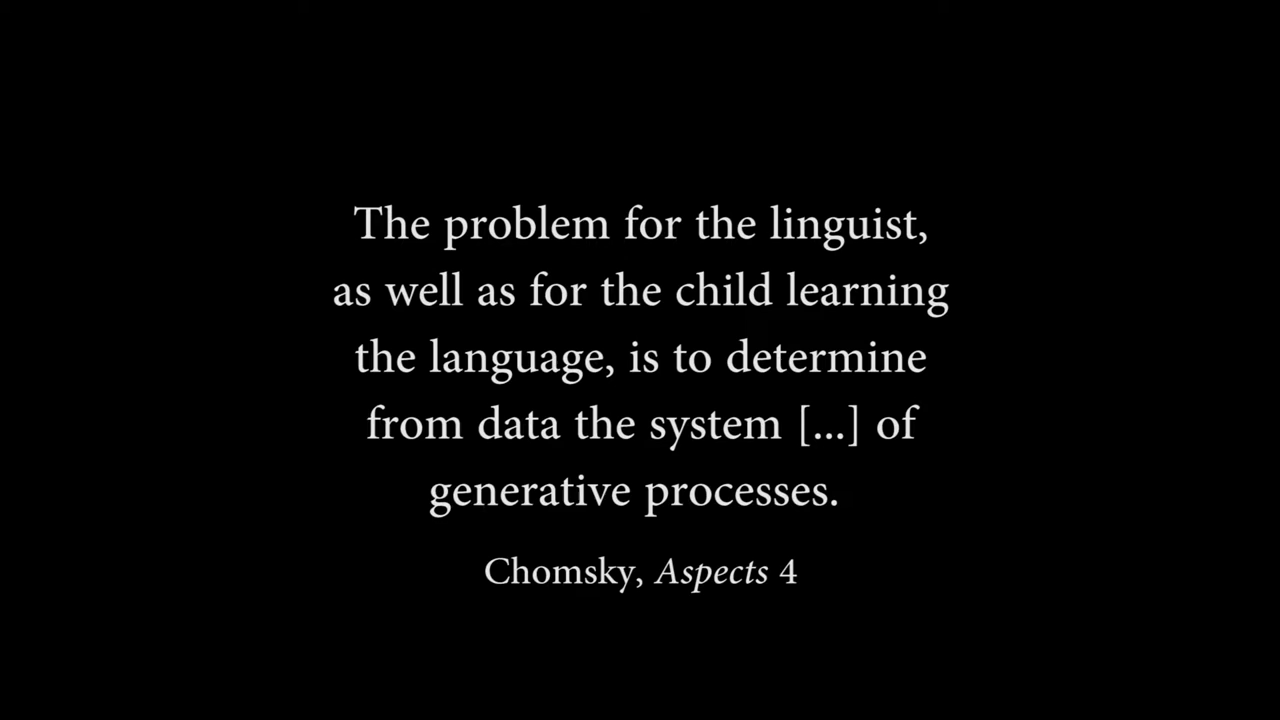 The problem for the linguist,
as well as for the child learning
the language, is to determine
from data the system [...] of
generative processes.
Chomsky, Aspects 4